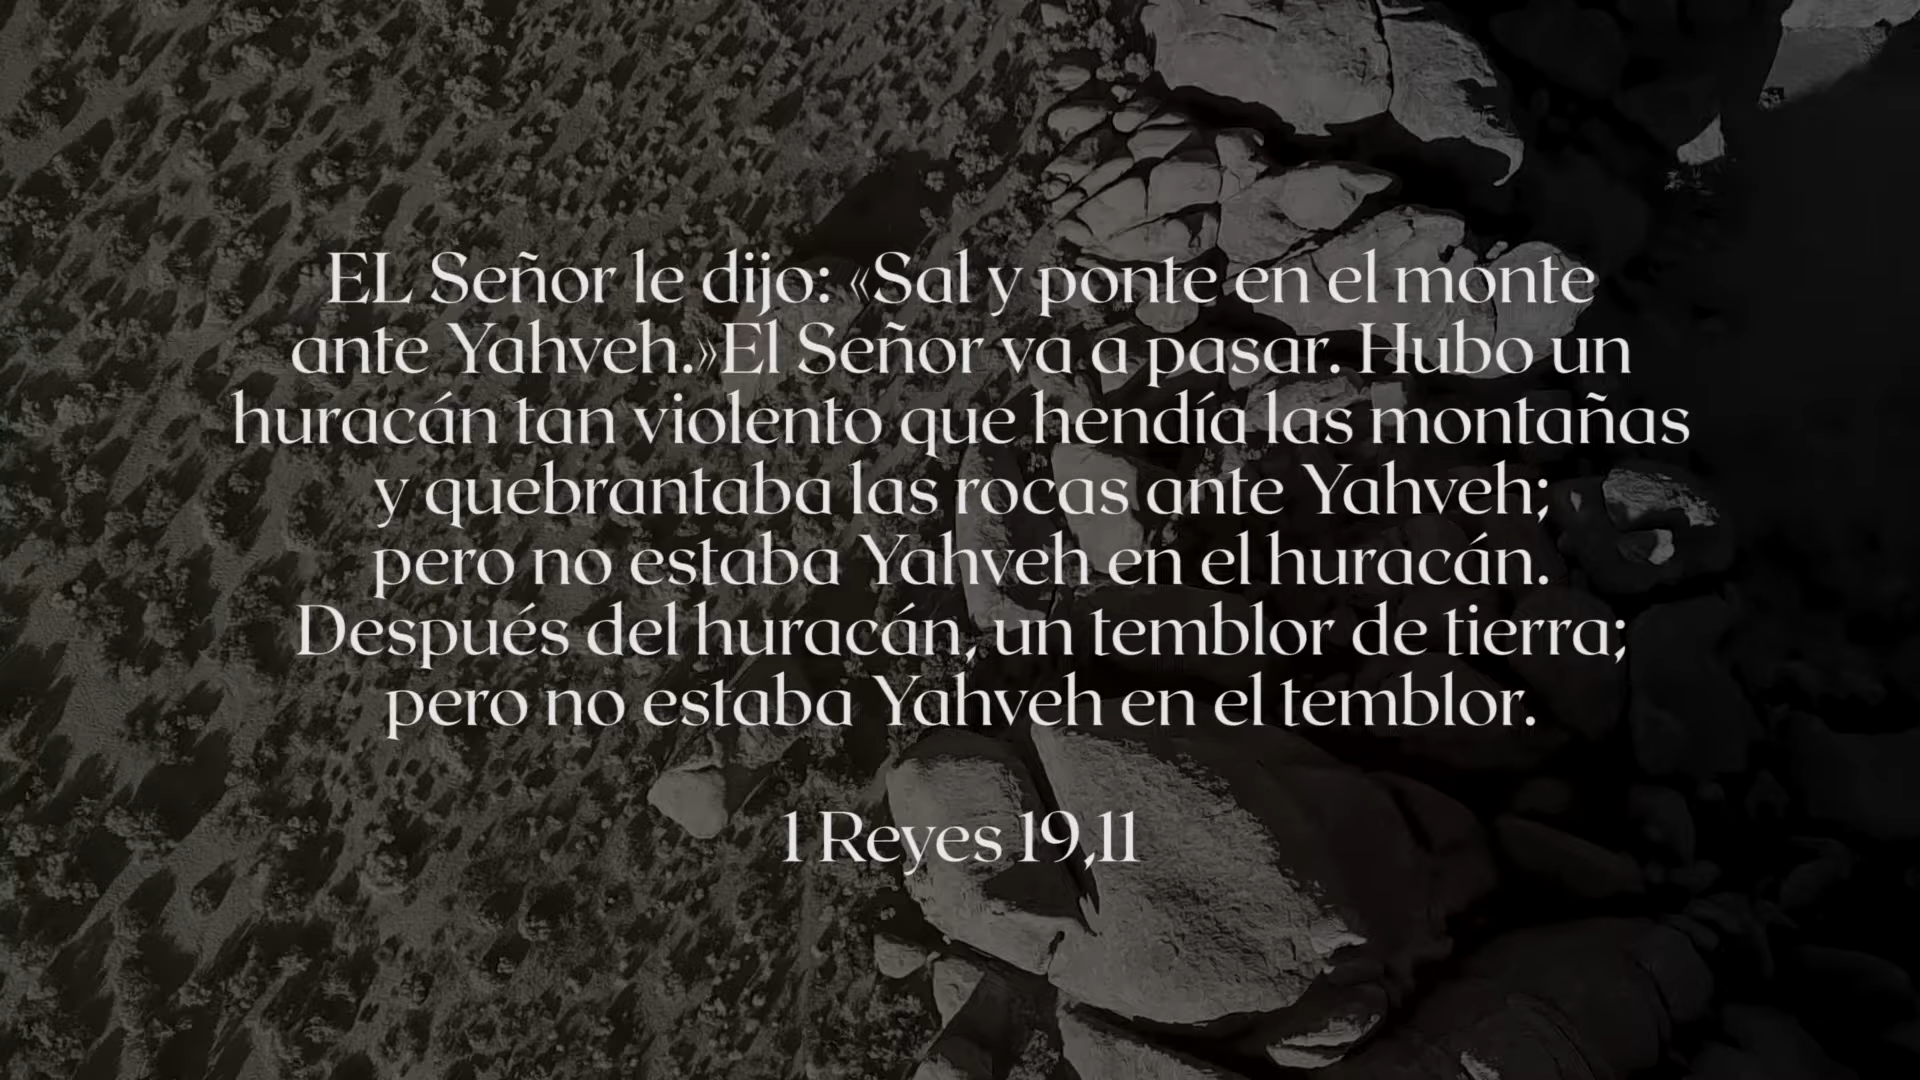 EL Señor le dijo: «Sal y ponte en el monte
ante Yahveh.»El Señor va a pasar. Hubo un
huracán tan violento que hendía las montañas
y quebrantaba las rocas ante Yahveh;
pero no estaba Yahveh en el huracán.
Después del huracán, un temblor de tierra;
pero no estaba Yahveh en el temblor.
1 Reyes 19,11